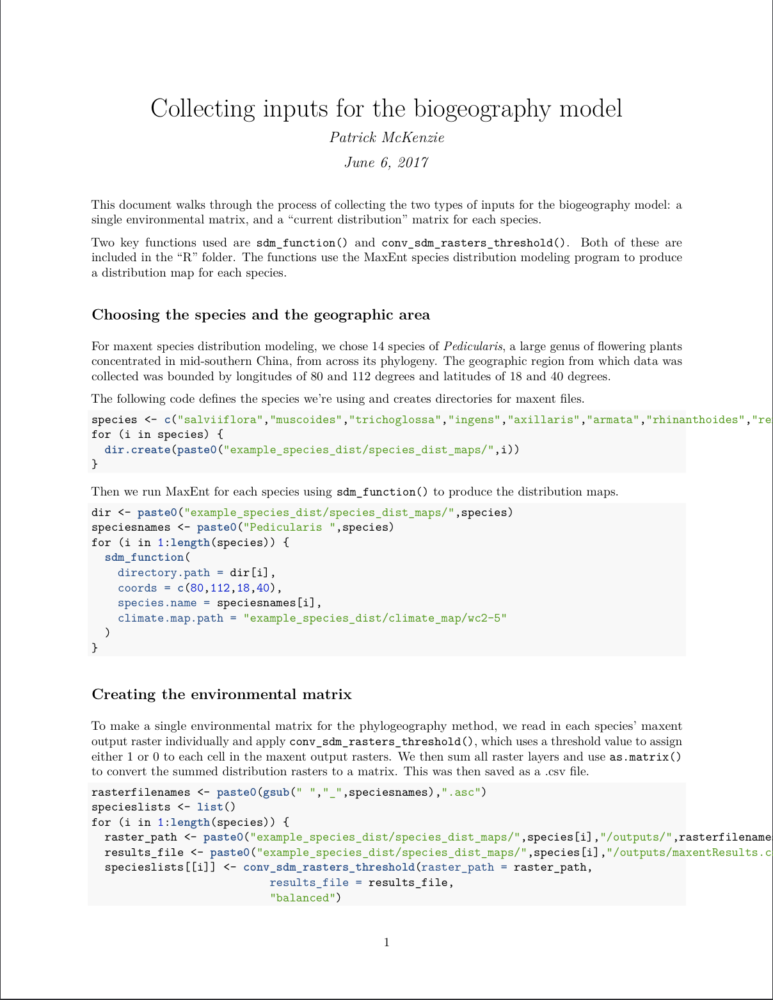 Collecting inputs for the biogeography model
Patrick McKenzie
June 6, 2017
This document walks through the process of collecting the two types of inputs for the biogeography model: a
single environmental matrix, and a “current distribution” matrix for each species.
Two key functions used are sdm_function() and conv_sdm_rasters_threshold(). Both of these are
included in the “R” folder. The functions use the MaxEnt species distribution modeling program to produce
a distribution map for each species.
Choosing the species and the geographic area
For maxent species distribution modeling, we chose 14 species of Pedicularis, a large genus of flowering plants
concentrated in mid-southern China, from across its phylogeny. The geographic region from which data was
collected was bounded by longitudes of 80 and 112 degrees and latitudes of 18 and 40 degrees.
The following code defines the species we’re using and creates directories for maxent files.
species <- c("salviiflora","muscoides","trichoglossa","ingens","axillaris","armata","rhinanthoides","re
for (i in species) {
  dir.create(paste0("example_species_dist/species_dist_maps/",i))
}
Then we run MaxEnt for each species using sdm_function() to produce the distribution maps.
dir <- paste0("example_species_dist/species_dist_maps/",species)
speciesnames <- paste0("Pedicularis ",species)
for (i in 1:length(species)) {
  sdm_function(
    directory.path = dir[i],
    coords = c(80,112,18,40),
    species.name = speciesnames[i],
    climate.map.path = "example_species_dist/climate_map/wc2-5"
  )
}
Creating the environmental matrix
To make a single environmental matrix for the phylogeography method, we read in each species’ maxent
output raster individually and apply conv_sdm_rasters_threshold(), which uses a threshold value to assign
either 1 or 0 to each cell in the maxent output rasters. We then sum all raster layers and use as.matrix()
to convert the summed distribution rasters to a matrix. This was then saved as a .csv file.
rasterfilenames <- paste0(gsub(" ","_",speciesnames),".asc")
specieslists <- list()
for (i in 1:length(species)) {
  raster_path <- paste0("example_species_dist/species_dist_maps/",species[i],"/outputs/",rasterfilename
  results_file <- paste0("example_species_dist/species_dist_maps/",species[i],"/outputs/maxentResults.c
  specieslists[[i]] <- conv_sdm_rasters_threshold(raster_path = raster_path,
                           results_file = results_file,
                           "balanced")
1